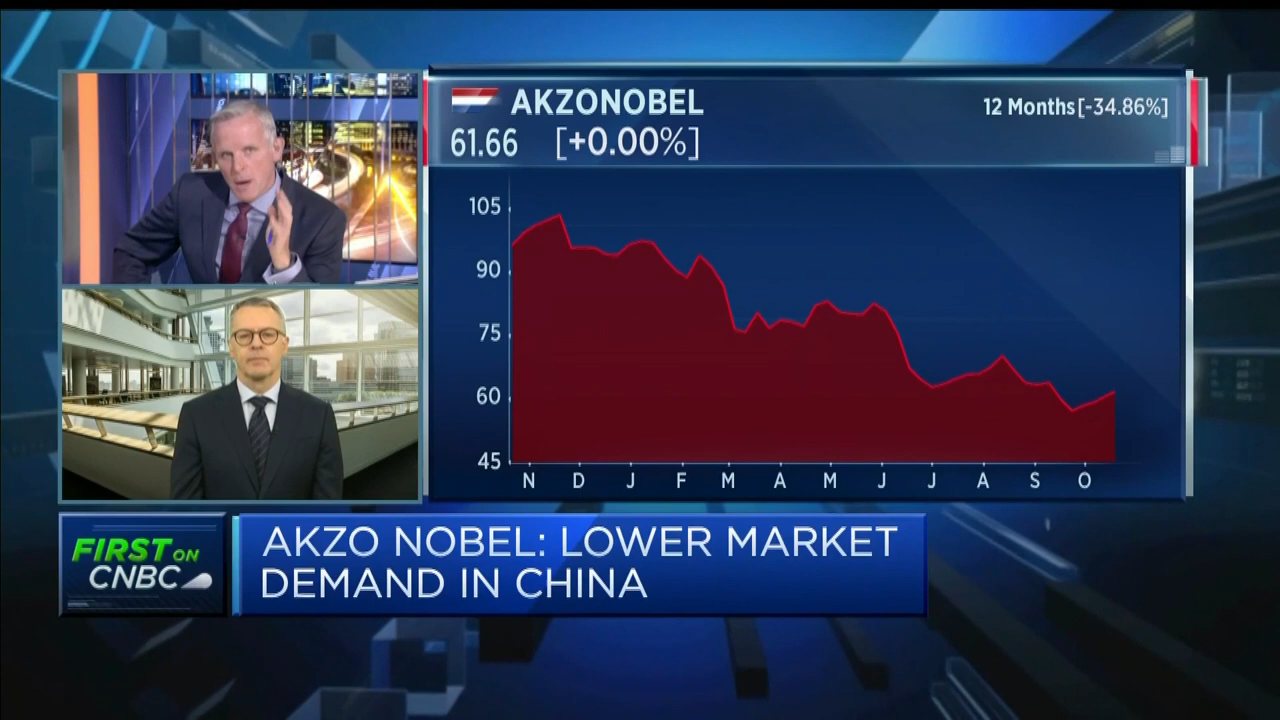 AKZONOBEL
12 Months[-34.86%]
61.66 [+0.00%]
105
90
75
60
45
N D J F M A M J J A S O
FIRST ON
CNBC
AKZO NOBEL: LOWER MARKET
DEMAND IN CHINA